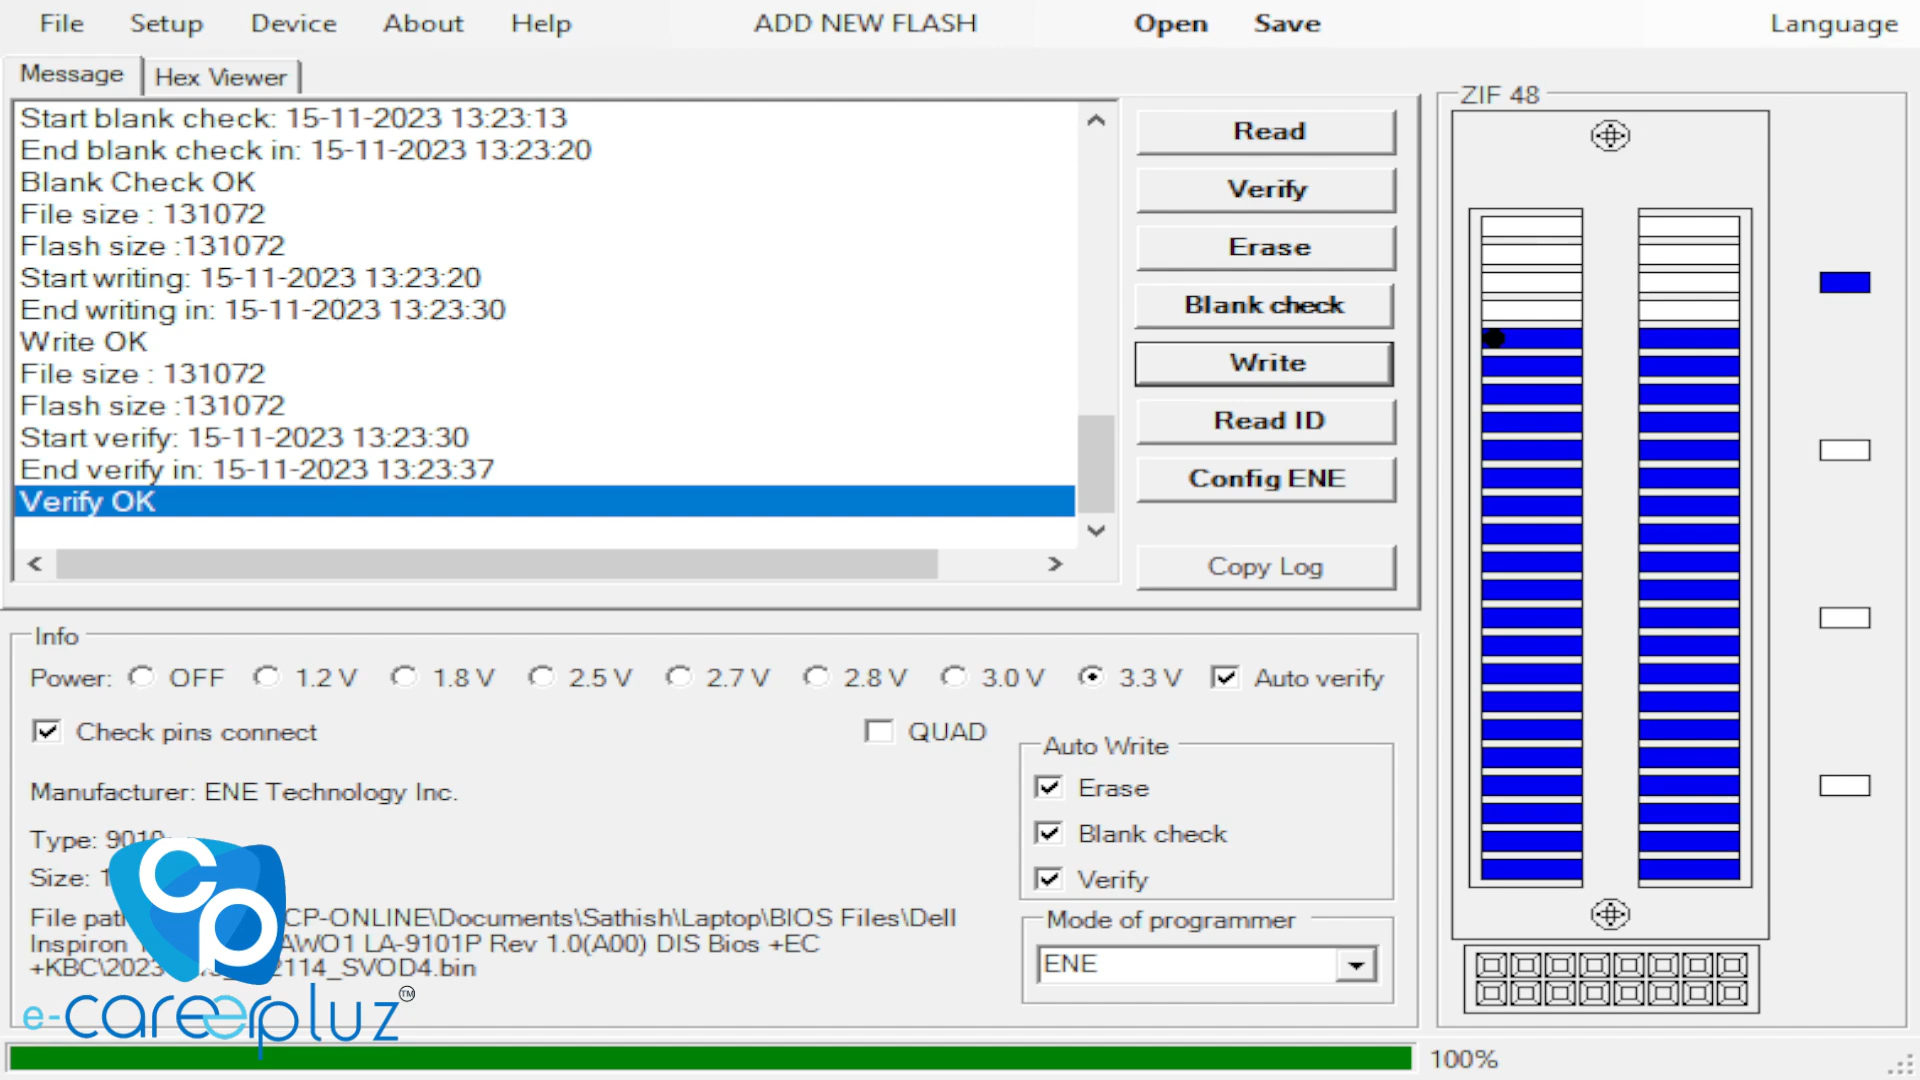 File Setup Device About Help ADD NEW FLASH Open Save Language
Message Hex Viewer
Start blank check: 15-11-2023 13:23:13
End blank check in: 15-11-2023 13:23:20
Blank Check OK
File size : 131072
Flash size :131072
Start writing: 15-11-2023 13:23:20
End writing in: 15-11-2023 13:23:30
Write OK
File size : 131072
Flash size :131072
Start verify: 15-11-2023 13:23:30
End verify in: 15-11-2023 13:23:37
Verify OK
Read
Verify
Erase
Blank check
Write
Read ID
Config ENE
Copy Log
ZIF 48
Info
Power: OFF 1.2 V 1.8 V 2.5 V 2.7 V 2.8 V 3.0 V 3.3 V Auto verify
Check pins connect QUAD
Manufacturer: ENE Technology Inc.
Type:
Size:
File CP-ONLINE\Documents\Sathish\Laptop\BIOS Files\Dell
Inspiron LA-9101P Rev 1.0(A00) DIS Bios +EC
+KBC\2023 2114_SVOD4.bin
Auto Write
Erase
Blank check
Verify
Mode of programmer
ENE
cp
e-careerpluz™
100%